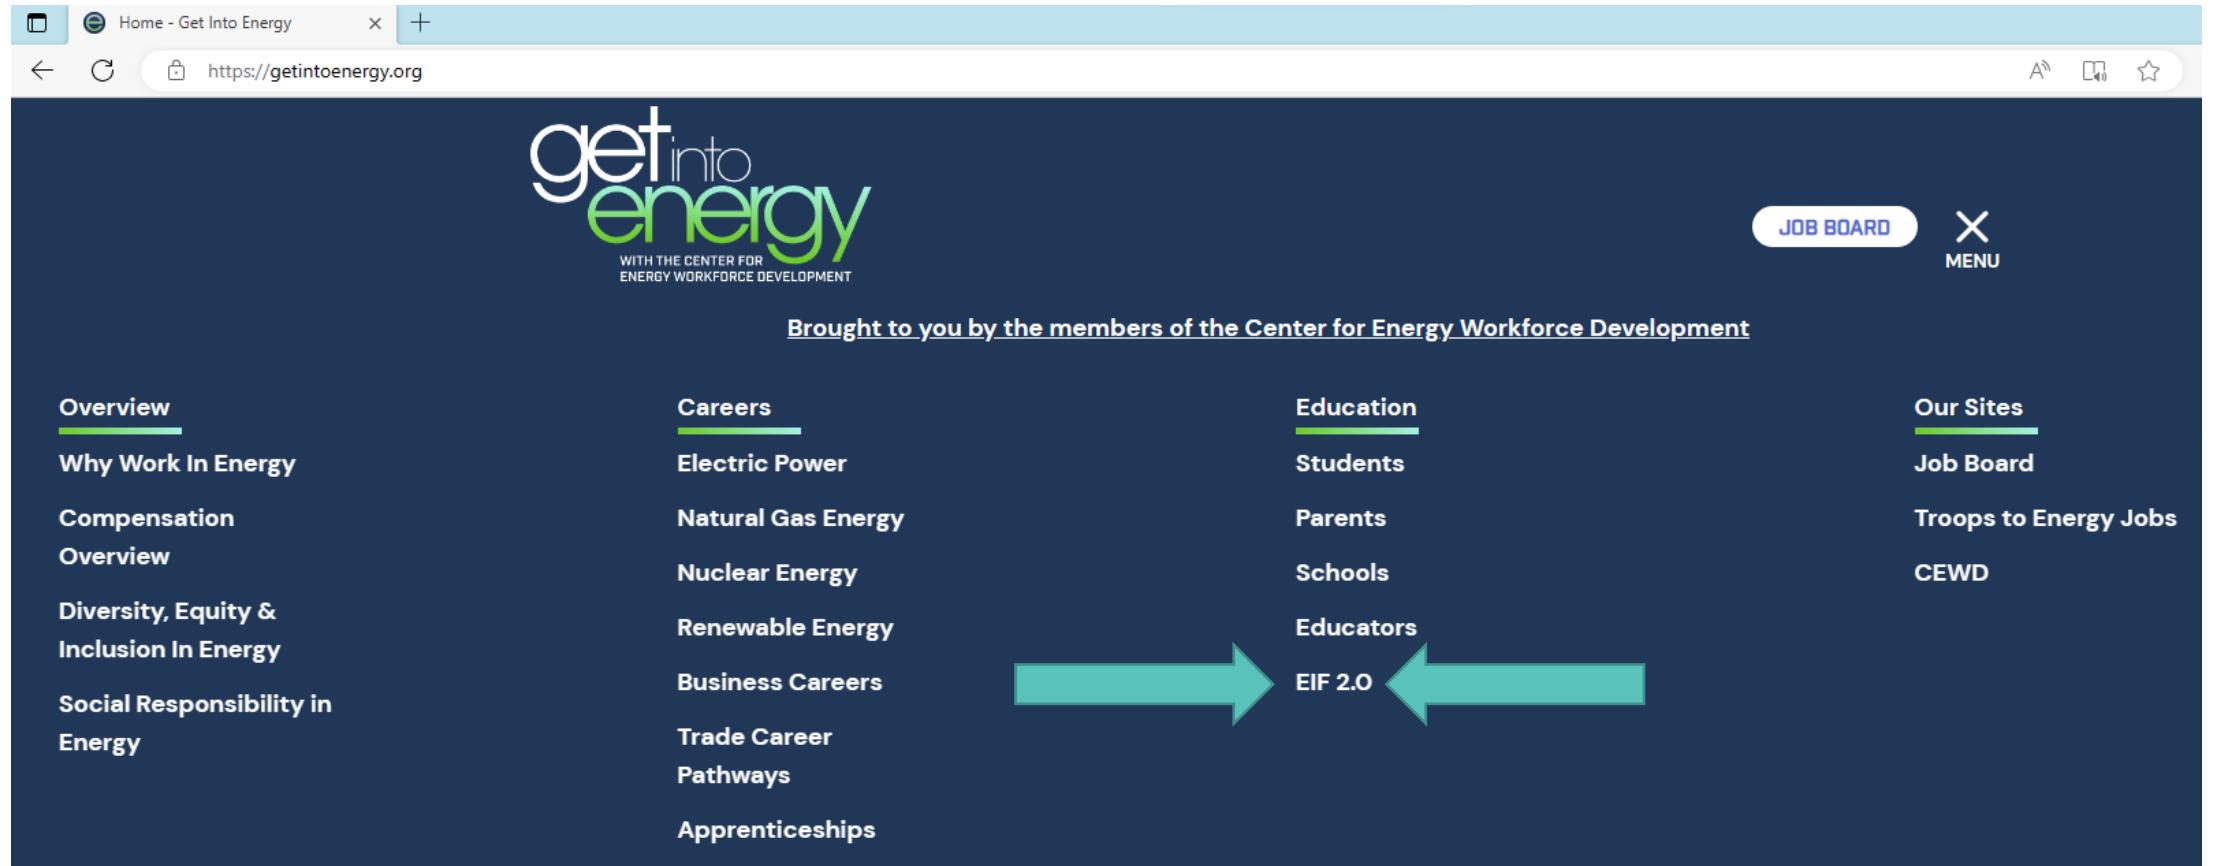 Home - Get Into Energy
https://getintoenergy.org
get into
energy
WITH THE CENTER FOR
ENERGY WORKFORCE DEVELOPMENT
JOB BOARD
MENU
Brought to you by the members of the Center for Energy Workforce Development
Overview
Why Work In Energy
Compensation
Overview
Diversity, Equity &
Inclusion In Energy
Social Responsibility in
Energy
Careers
Electric Power
Natural Gas Energy
Nuclear Energy
Renewable Energy
Business Careers
Trade Career
Pathways
Apprenticeships
Education
Students
Parents
Schools
Educators
EIF 2.0
Our Sites
Job Board
Troops to Energy Jobs
CEWD